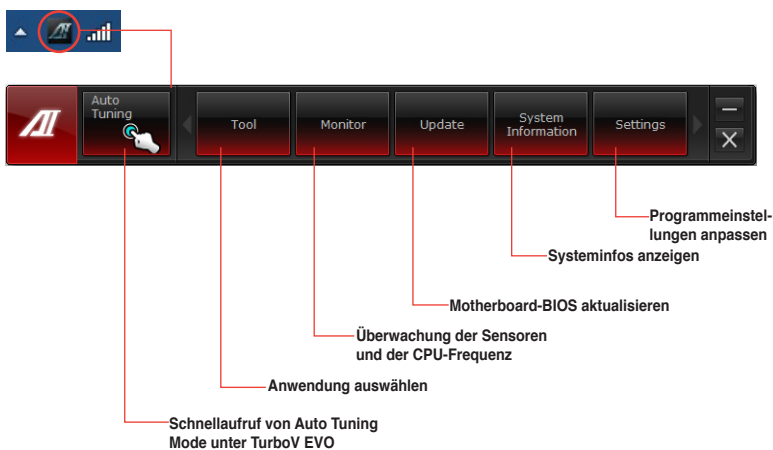 Auto
Tuning
Tool
Monitor
Update
System
Information
Settings
Programmeinstel-
lungen anpassen
Systeminfos anzeigen
Motherboard-BIOS aktualisieren
Überwachung der Sensoren
und der CPU-Frequenz
Anwendung auswählen
Schnellaufruf von Auto Tuning
Mode unter TurboV EVO